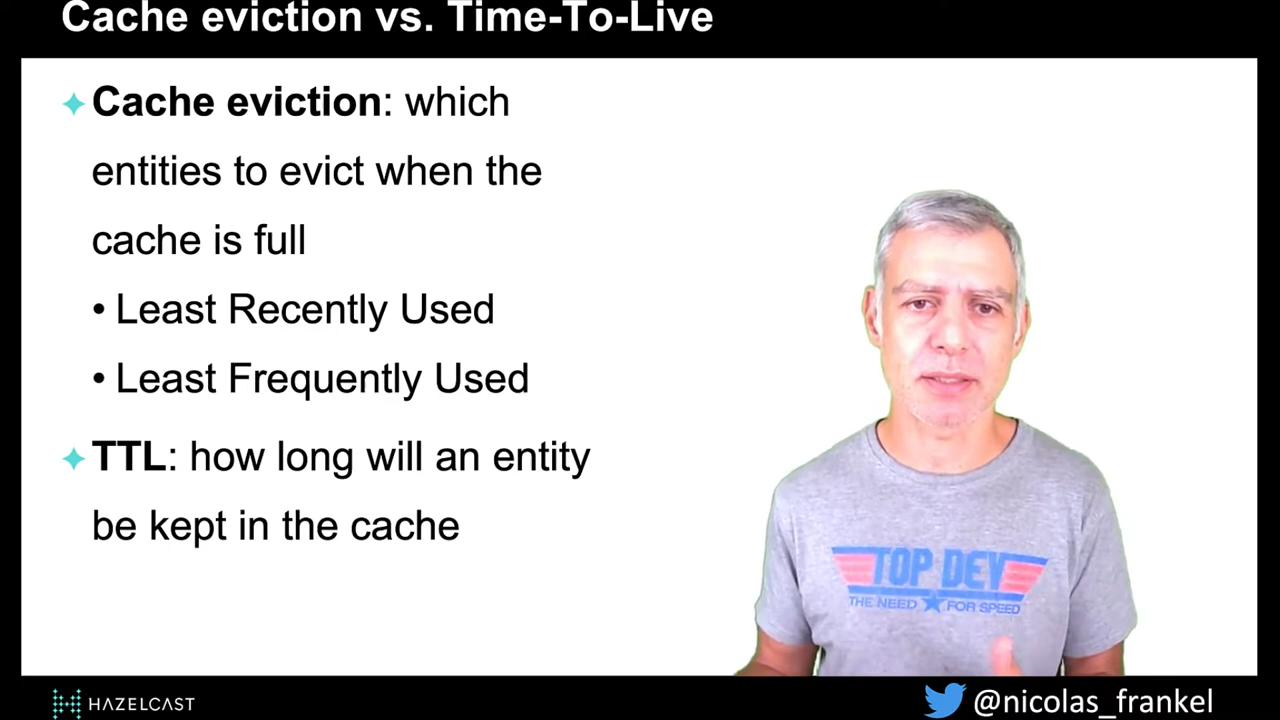 Cache eviction vs. Time-To-Live
Cache eviction: which
entities to evict when the
cache is full
• Least Recently Used
• Least Frequently Used
TTL: how long will an entity
be kept in the cache
TOP DEV
THE NEED FOR SPEED
HAZELCAST
@nicolas_frankel